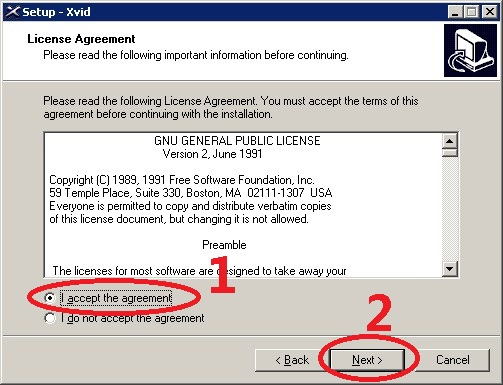 Setup - Xvid
License Agreement
Please read the following important information before continuing.
Please read the following License Agreement. You must accept the terms of this
agreement before continuing with the installation.
GNU GENERAL PUBLIC LICENSE
Version 2, June 1991
Copyright (C) 1989, 1991 Free Software Foundation, Inc.
59 Temple Place, Suite 330, Boston, MA  02111-1307  USA
Everyone is permitted to copy and distribute verbatim copies
of this license document, but changing it is not allowed.
Preamble
The licenses for most software are designed to take away your
1
I accept the agreement
I do not accept the agreement
2
< Back
Next >
Cancel